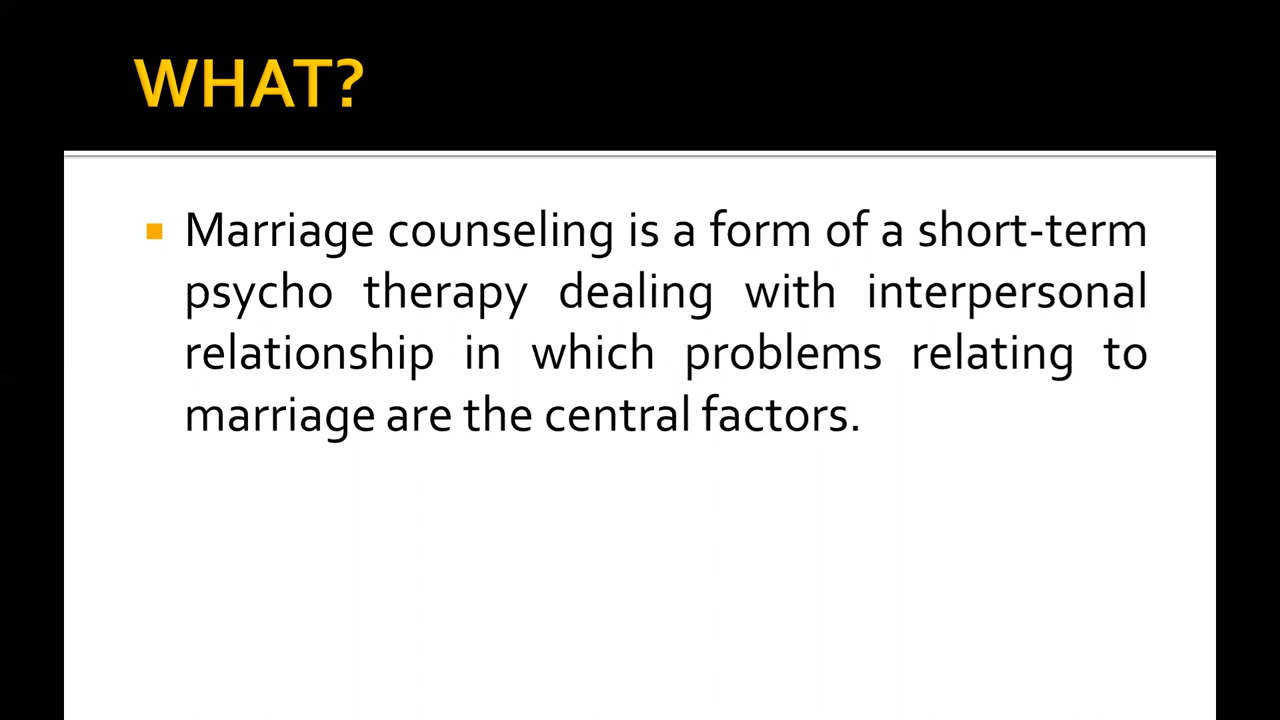 WHAT?
Marriage counseling is a form of a short-term
psycho therapy dealing with interpersonal
relationship in which problems relating to
marriage are the central factors.